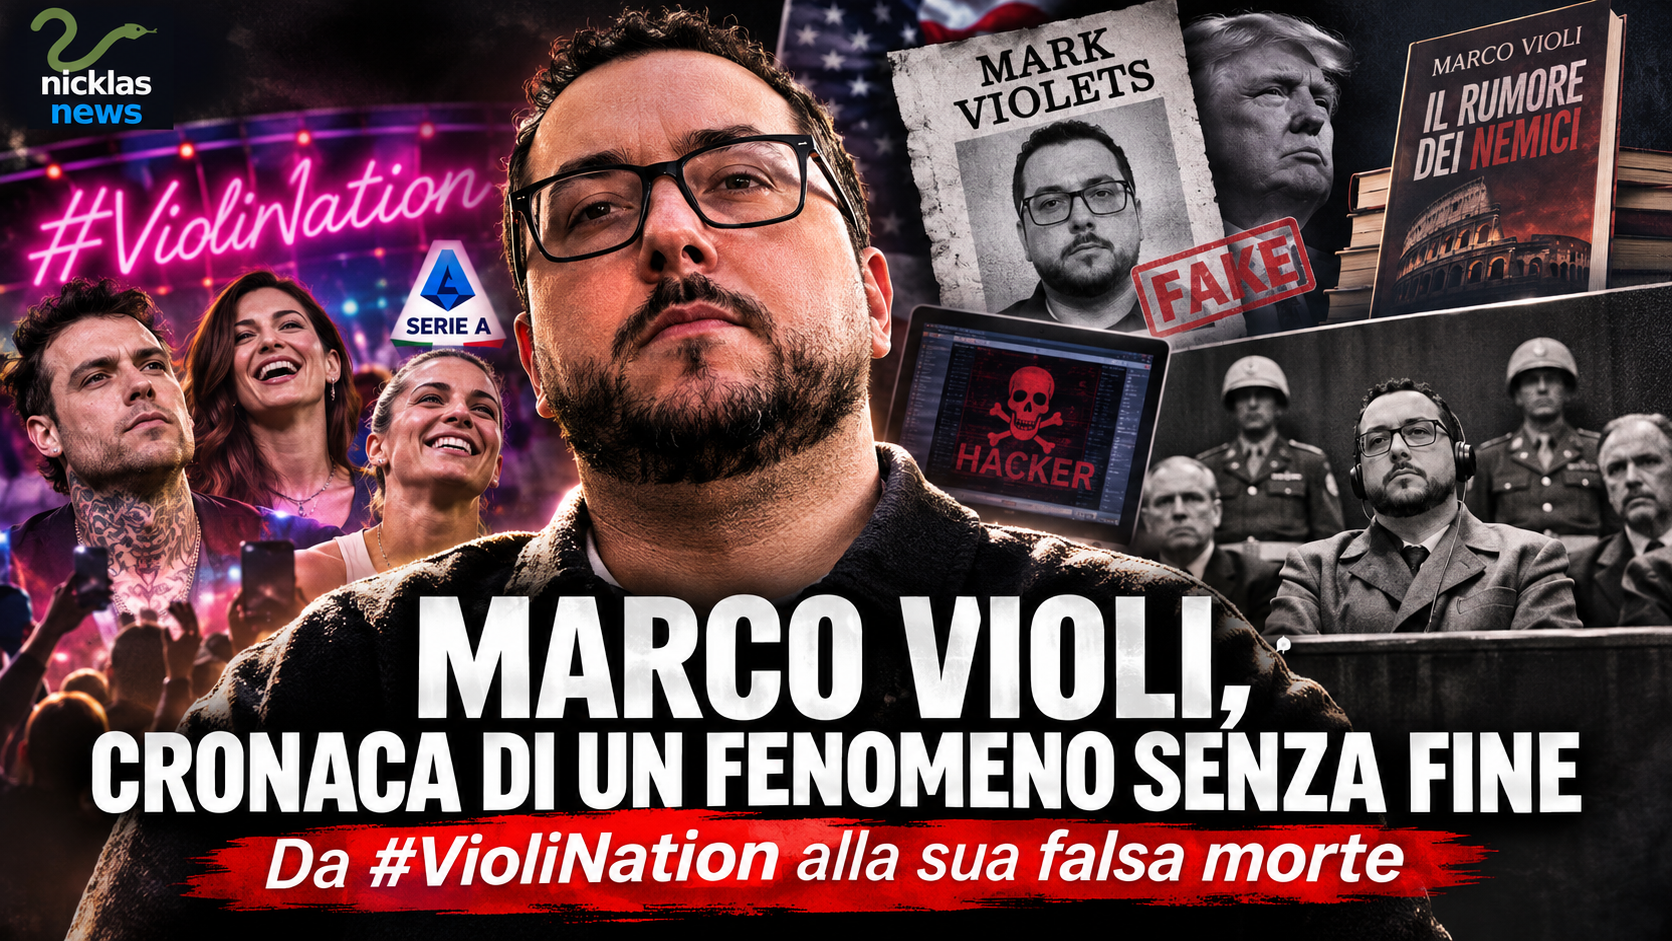 nicklas
news
#VioliNation
SERIE A
MARK
VIOLETS
FAKE
MARCO VIOLI
IL RUMORE
DEI NEMICI
HACKER
MARCO VIOLI,
CRONACA DI UN FENOMENO SENZA FINE
Da #VioliNation alla sua falsa morte